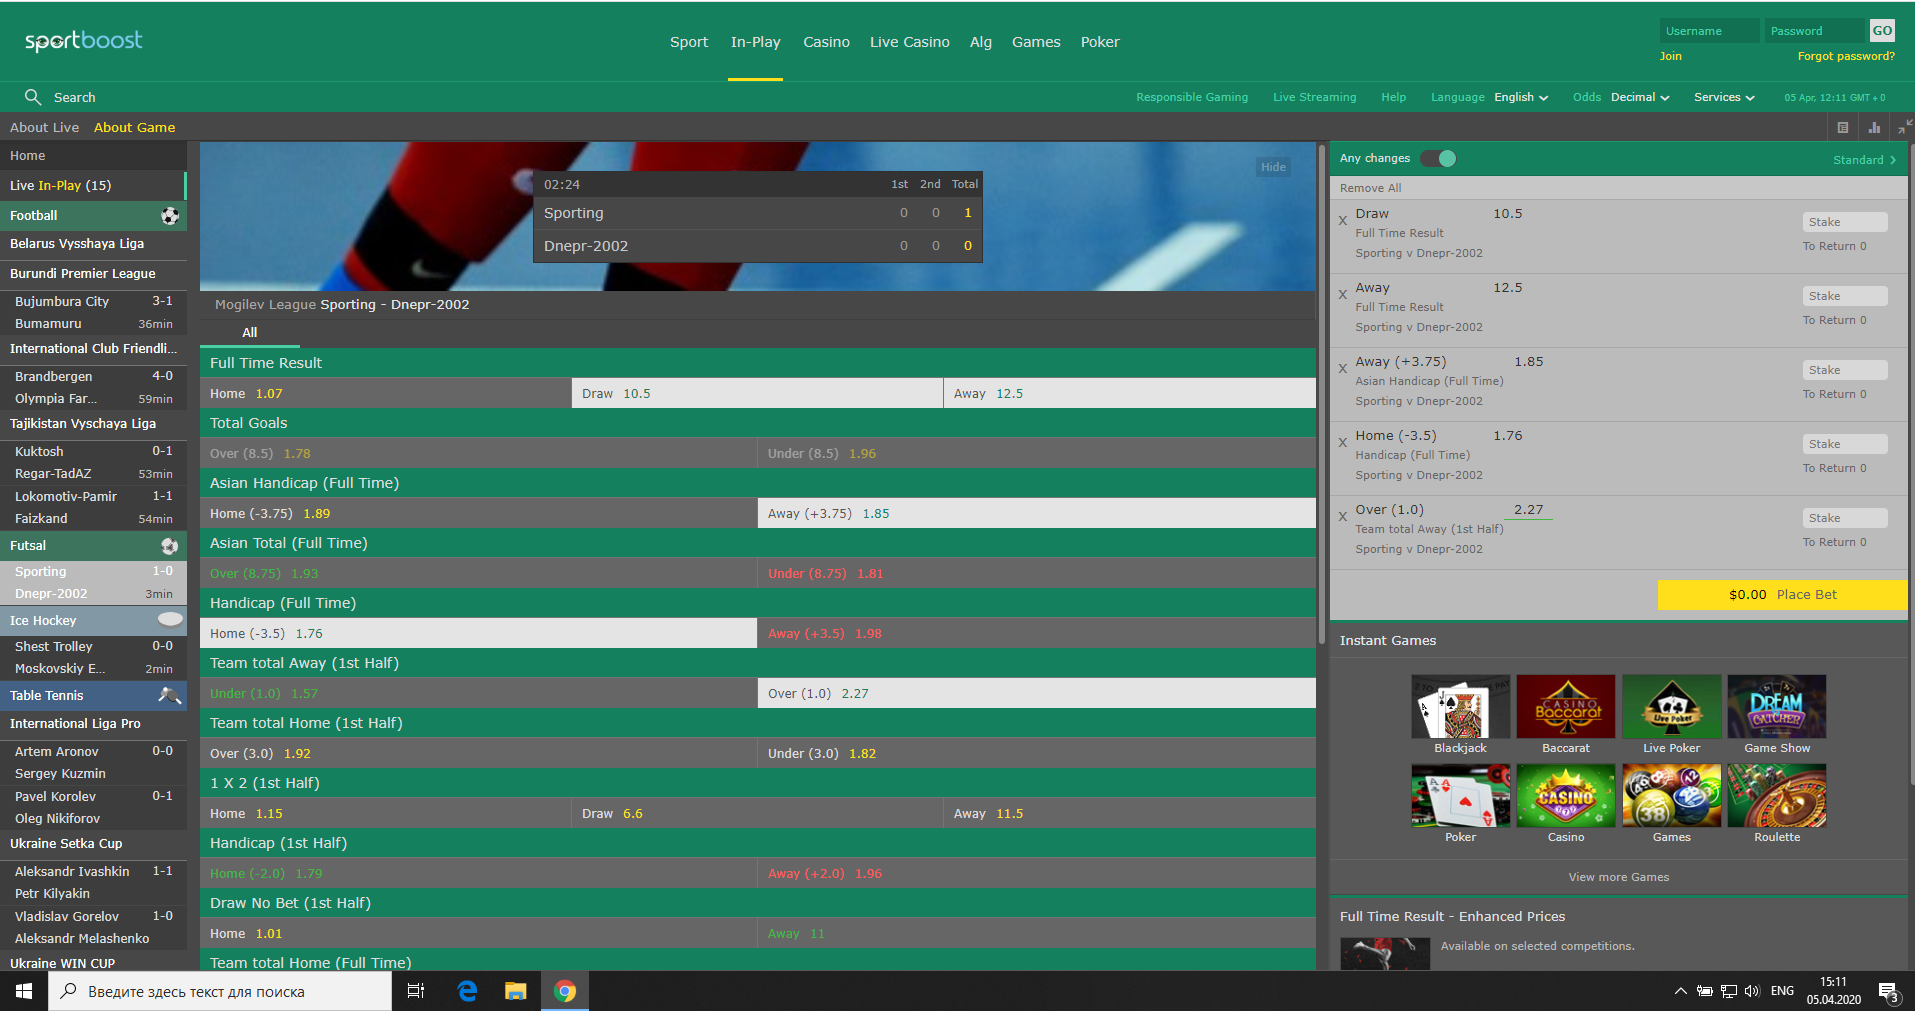 sportboost
Sport In-Play Casino Live Casino Alg Games Poker
Username Password GO
Join Forgot password?
Search
Responsible Gaming Live Streaming Help Language English Odds Decimal Services 05 Apr, 12:11 GMT+0
About Live About Game
Home
Live In-Play (15)
Football
Belarus Vysshaya Liga
Burundi Premier League
Bujumbura City 3-1
Bumamuru 36min
International Club Friendli...
Brandbergen 4-0
Olympia Far... 59min
Tajikistan Vyschaya Liga
Kuktosh 0-1
Regar-TadAZ 53min
Lokomotiv-Pamir 1-1
Faizkand 54min
Futsal
Sporting 1-0
Dnepr-2002 3min
Ice Hockey
Shest Trolley 0-0
Moskovskiy E... 2min
Table Tennis
International Liga Pro
Artem Aronov 0-0
Sergey Kuzmin
Pavel Korolev 0-1
Oleg Nikiforov
Ukraine Setka Cup
Aleksandr Ivashkin 1-1
Petr Kilyakin
Vladislav Gorelov 1-0
Aleksandr Melashenko
Ukraine WIN CUP
Hide
02:24 1st 2nd Total
Sporting 0 0 1
Dnepr-2002 0 0 0
Mogilev League Sporting - Dnepr-2002
All
Full Time Result
Home 1.07 Draw 10.5 Away 12.5
Total Goals
Over (8.5) 1.78 Under (8.5) 1.96
Asian Handicap (Full Time)
Home (-3.75) 1.89 Away (+3.75) 1.85
Asian Total (Full Time)
Over (8.75) 1.93 Under (8.75) 1.81
Handicap (Full Time)
Home (-3.5) 1.76 Away (+3.5) 1.98
Team total Away (1st Half)
Under (1.0) 1.57 Over (1.0) 2.27
Team total Home (1st Half)
Over (3.0) 1.92 Under (3.0) 1.82
1 X 2 (1st Half)
Home 1.15 Draw 6.6 Away 11.5
Handicap (1st Half)
Home (-2.0) 1.79 Away (+2.0) 1.96
Draw No Bet (1st Half)
Home 1.01 Away 11
Team total Home (Full Time)
Any changes Standard
Remove All
X Draw 10.5 Stake
Full Time Result
To Return 0
Sporting v Dnepr-2002
X Away 12.5 Stake
Full Time Result
To Return 0
Sporting v Dnepr-2002
X Away (+3.75) 1.85 Stake
Asian Handicap (Full Time)
To Return 0
Sporting v Dnepr-2002
X Home (-3.5) 1.76 Stake
Handicap (Full Time)
To Return 0
Sporting v Dnepr-2002
X Over (1.0) 2.27 Stake
Team total Away (1st Half)
To Return 0
Sporting v Dnepr-2002
$0.00 Place Bet
Instant Games
CASINO Baccarat
Live Poker
DREAM CATCHER
Blackjack Baccarat Live Poker Game Show
CASINO
Poker Casino Games Roulette
View more Games
Full Time Result - Enhanced Prices
Available on selected competitions.
Введите здесь текст для поиска
ENG
15:11
05.04.2020
3